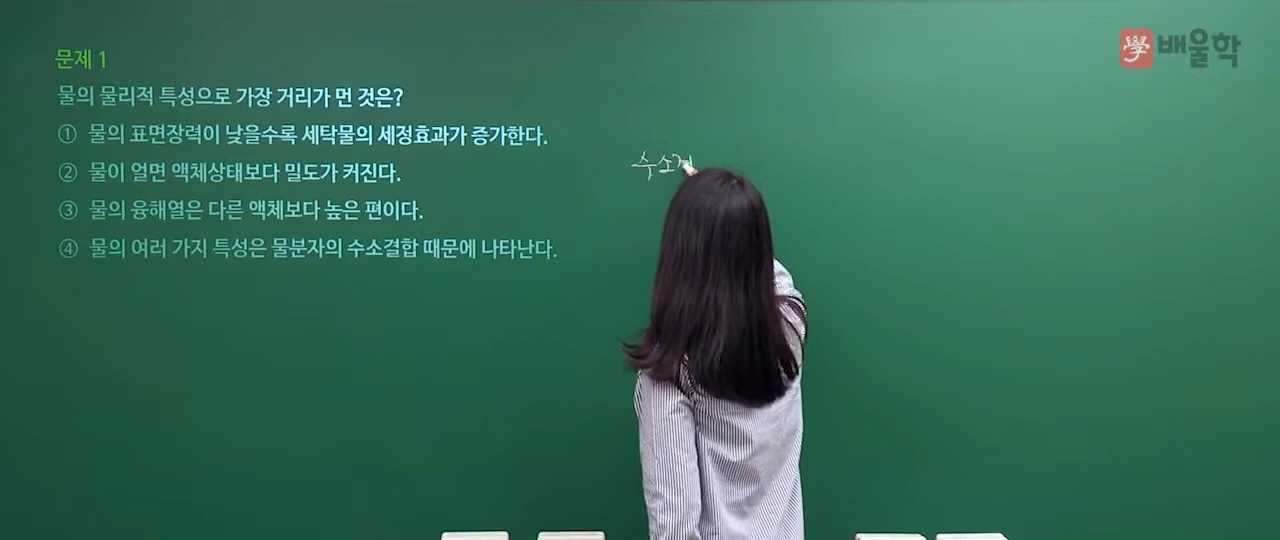 문제 1
물의 물리적 특성으로 가장 거리가 먼 것은?
① 물의 표면장력이 낮을수록 세탁물의 세정효과가 증가한다.
② 물이 얼면 액체상태보다 밀도가 커진다.
③ 물의 융해열은 다른 액체보다 높은 편이다.
④ 물의 여러 가지 특성은 물분자의 수소결합 때문에 나타난다.
學 배울학
수소